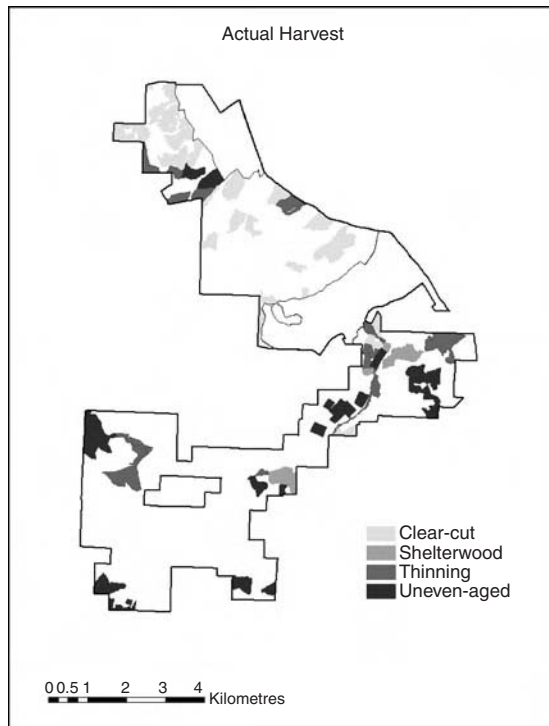 Actual Harvest
Clear-cut
Shelterwood
Thinning
Uneven-aged
0 0.5 1 2 3 4 Kilometres